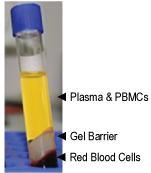 Plasma & PBMCs
Gel Barrier
Red Blood Cells